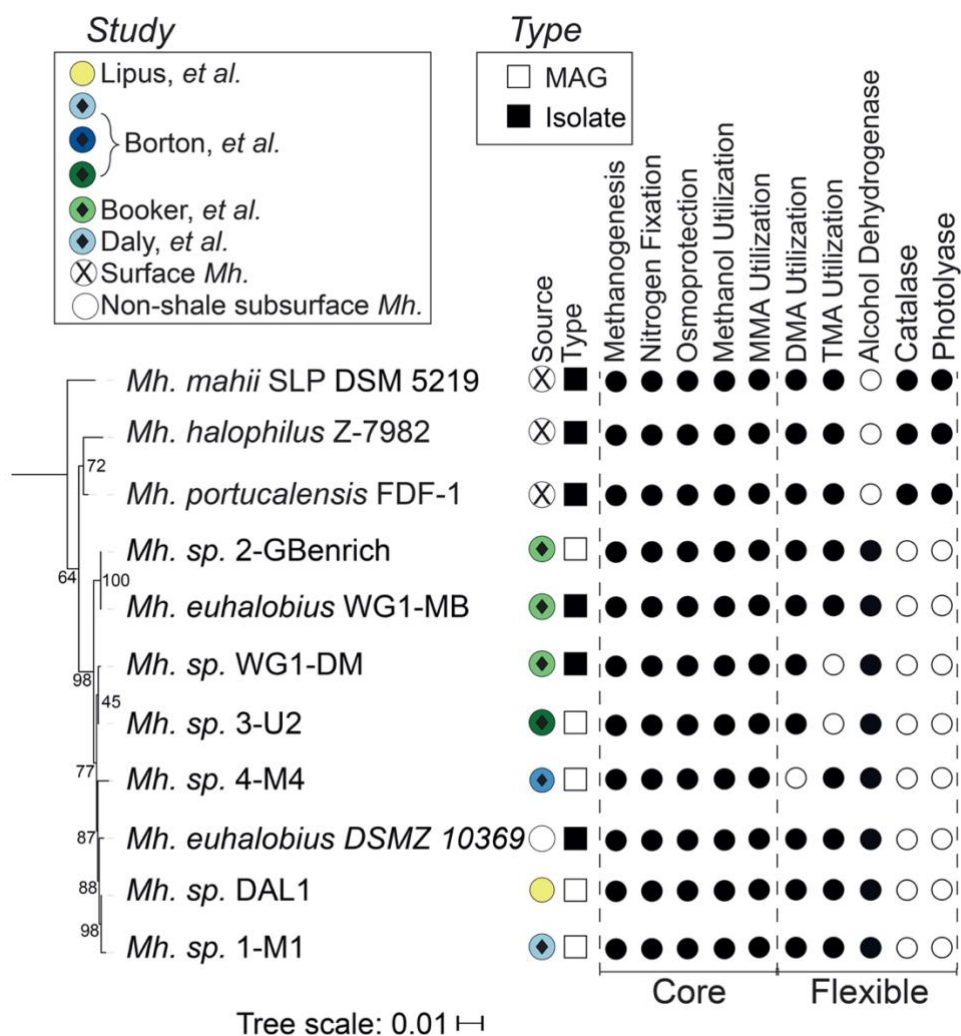 Study
Lipus, et al.
Borton, et al.
Booker, et al.
Daly, et al.
Surface Mh.
Non-shale subsurface Mh.
Type
MAG
Isolate
Source
Type
Methanogenesis
Nitrogen Fixation
Osmoprotection
Methanol Utilization
MMA Utilization
DMA Utilization
TMA Utilization
Alcohol Dehydrogenase
Catalase
Photolyase
Mh. mahii SLP DSM 5219
Mh. halophilus Z-7982
72
Mh. portucalensis FDF-1
Mh. sp. 2-GBenrich
64
100
Mh. euhalobius WG1-MB
Mh. sp. WG1-DM
98
45
Mh. sp. 3-U2
77
Mh. sp. 4-M4
87
Mh. euhalobius DSMZ 10369
88
Mh. sp. DAL1
98
Mh. sp. 1-M1
Core
Flexible
Tree scale: 0.01